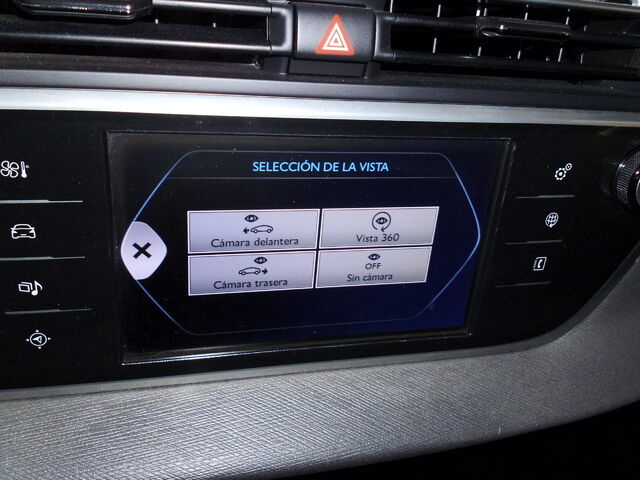 SELECCIÓN DE LA VISTA
Cámara delantera
Vista 360
Cámara trasera
OFF
Sin cámara